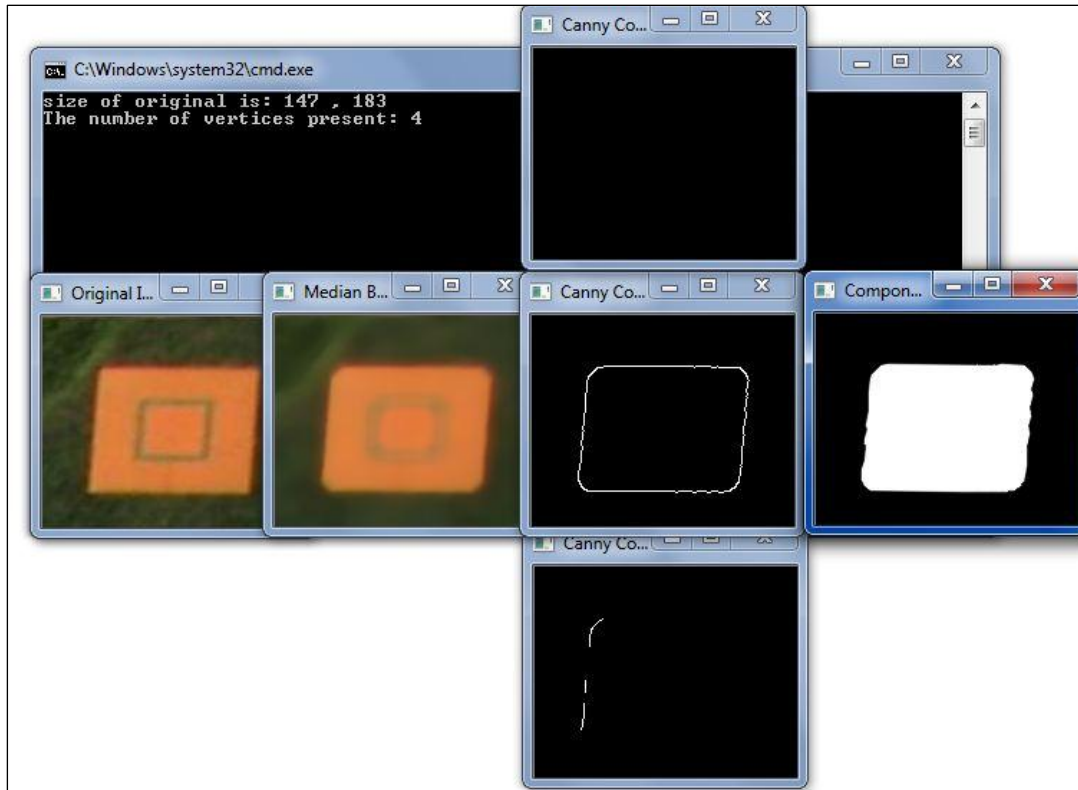 Canny Co...
C:\Windows\system32\cmd.exe
size of original is: 147 , 183
The number of vertices present: 4
Original I...
Median B...
Canny Co...
Compon...
Canny Co...